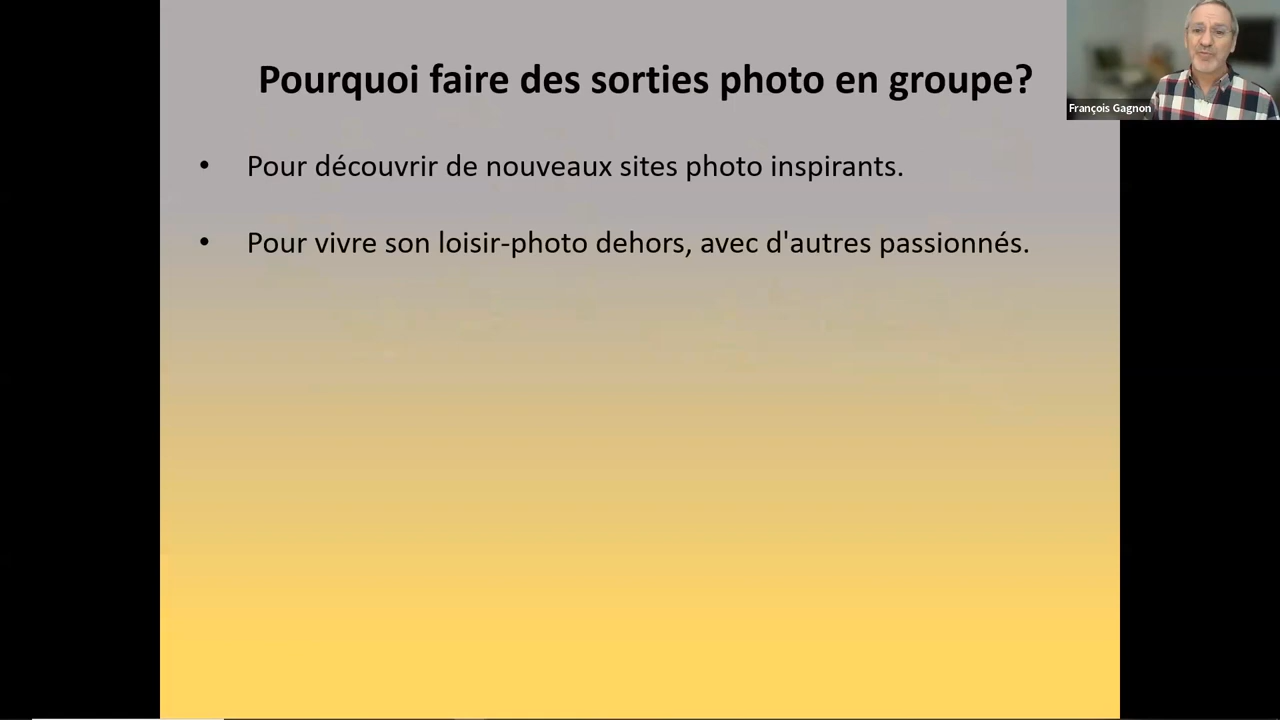 Pourquoi faire des sorties photo en groupe?
François Gagnon
• Pour découvrir de nouveaux sites photo inspirants.
• Pour vivre son loisir-photo dehors, avec d'autres passionnés.